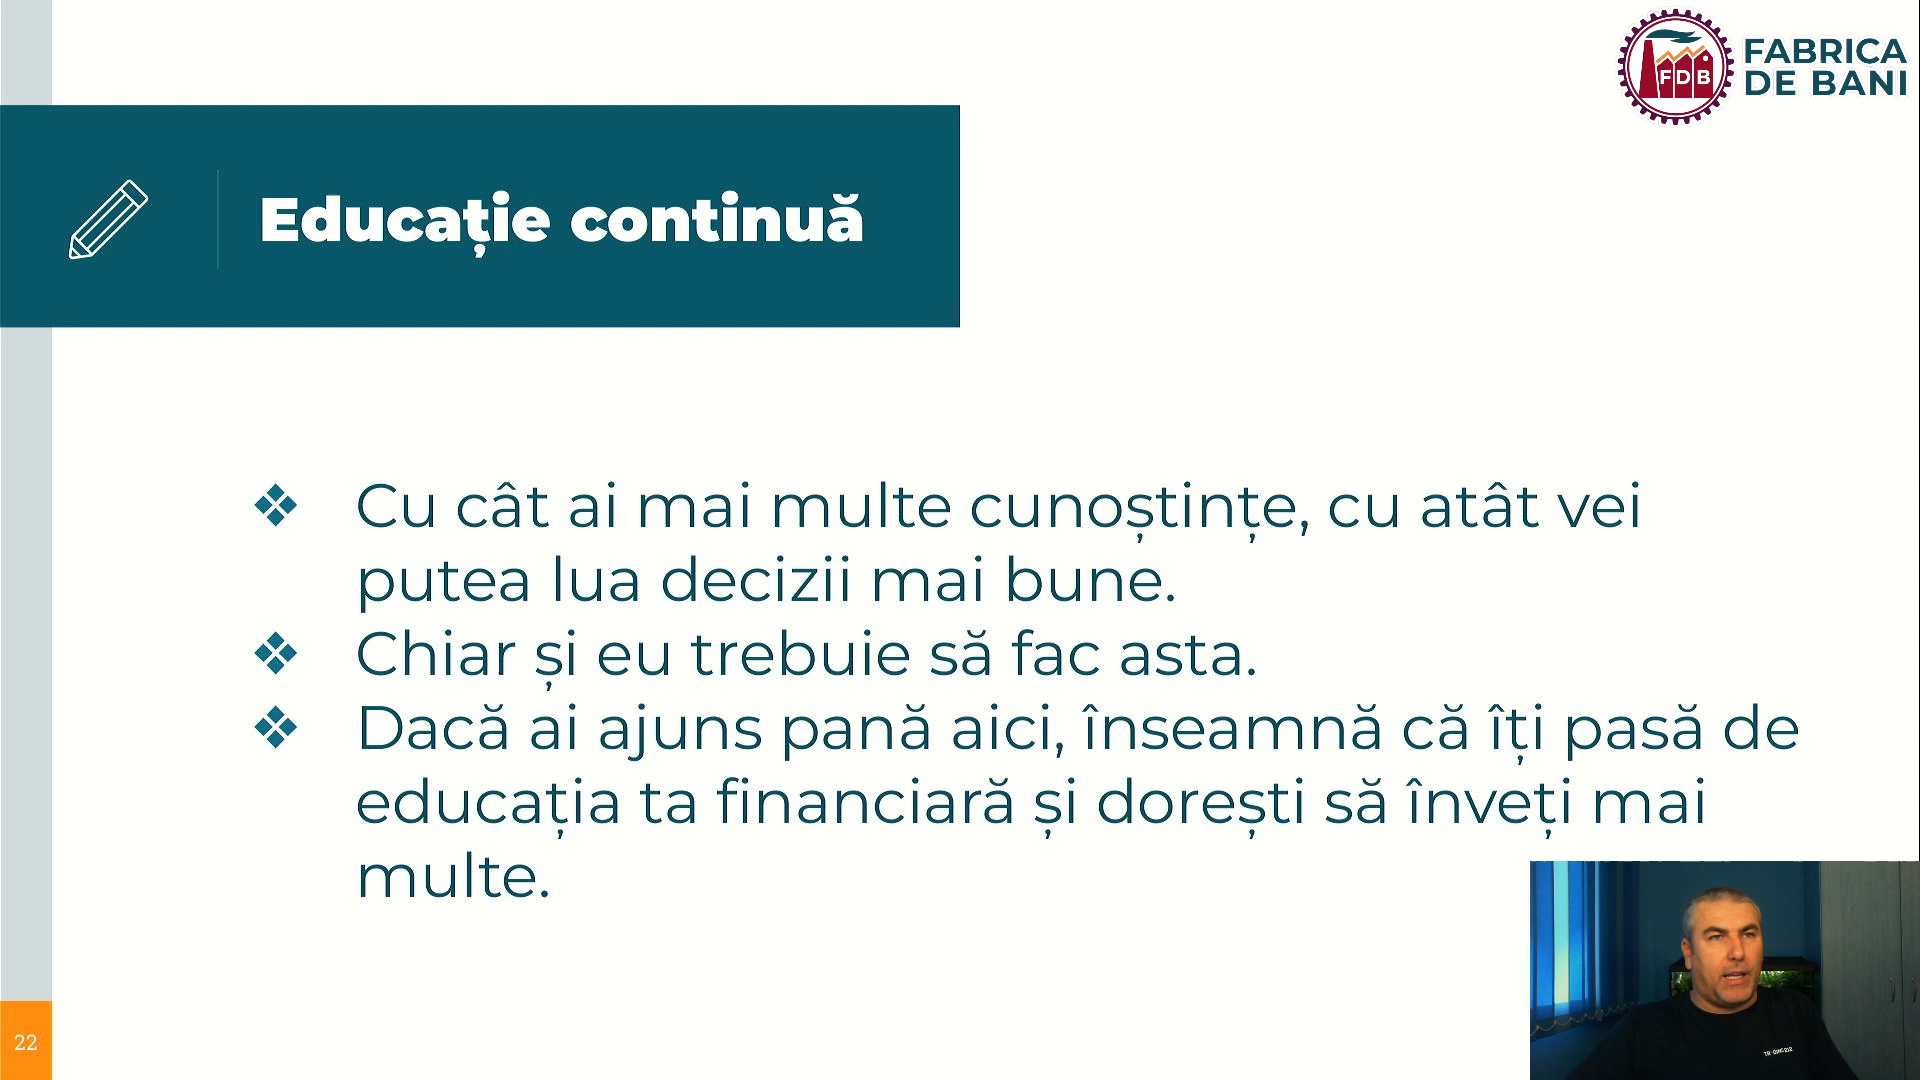 FABRICA
DE BANI
FDB
Educație continuă
Cu cât ai mai multe cunoștințe, cu atât vei
putea lua decizii mai bune.
Chiar și eu trebuie să fac asta.
Dacă ai ajuns pană aici, înseamnă că îți pasă de
educația ta financiară și dorești să înveți mai
multe.
22